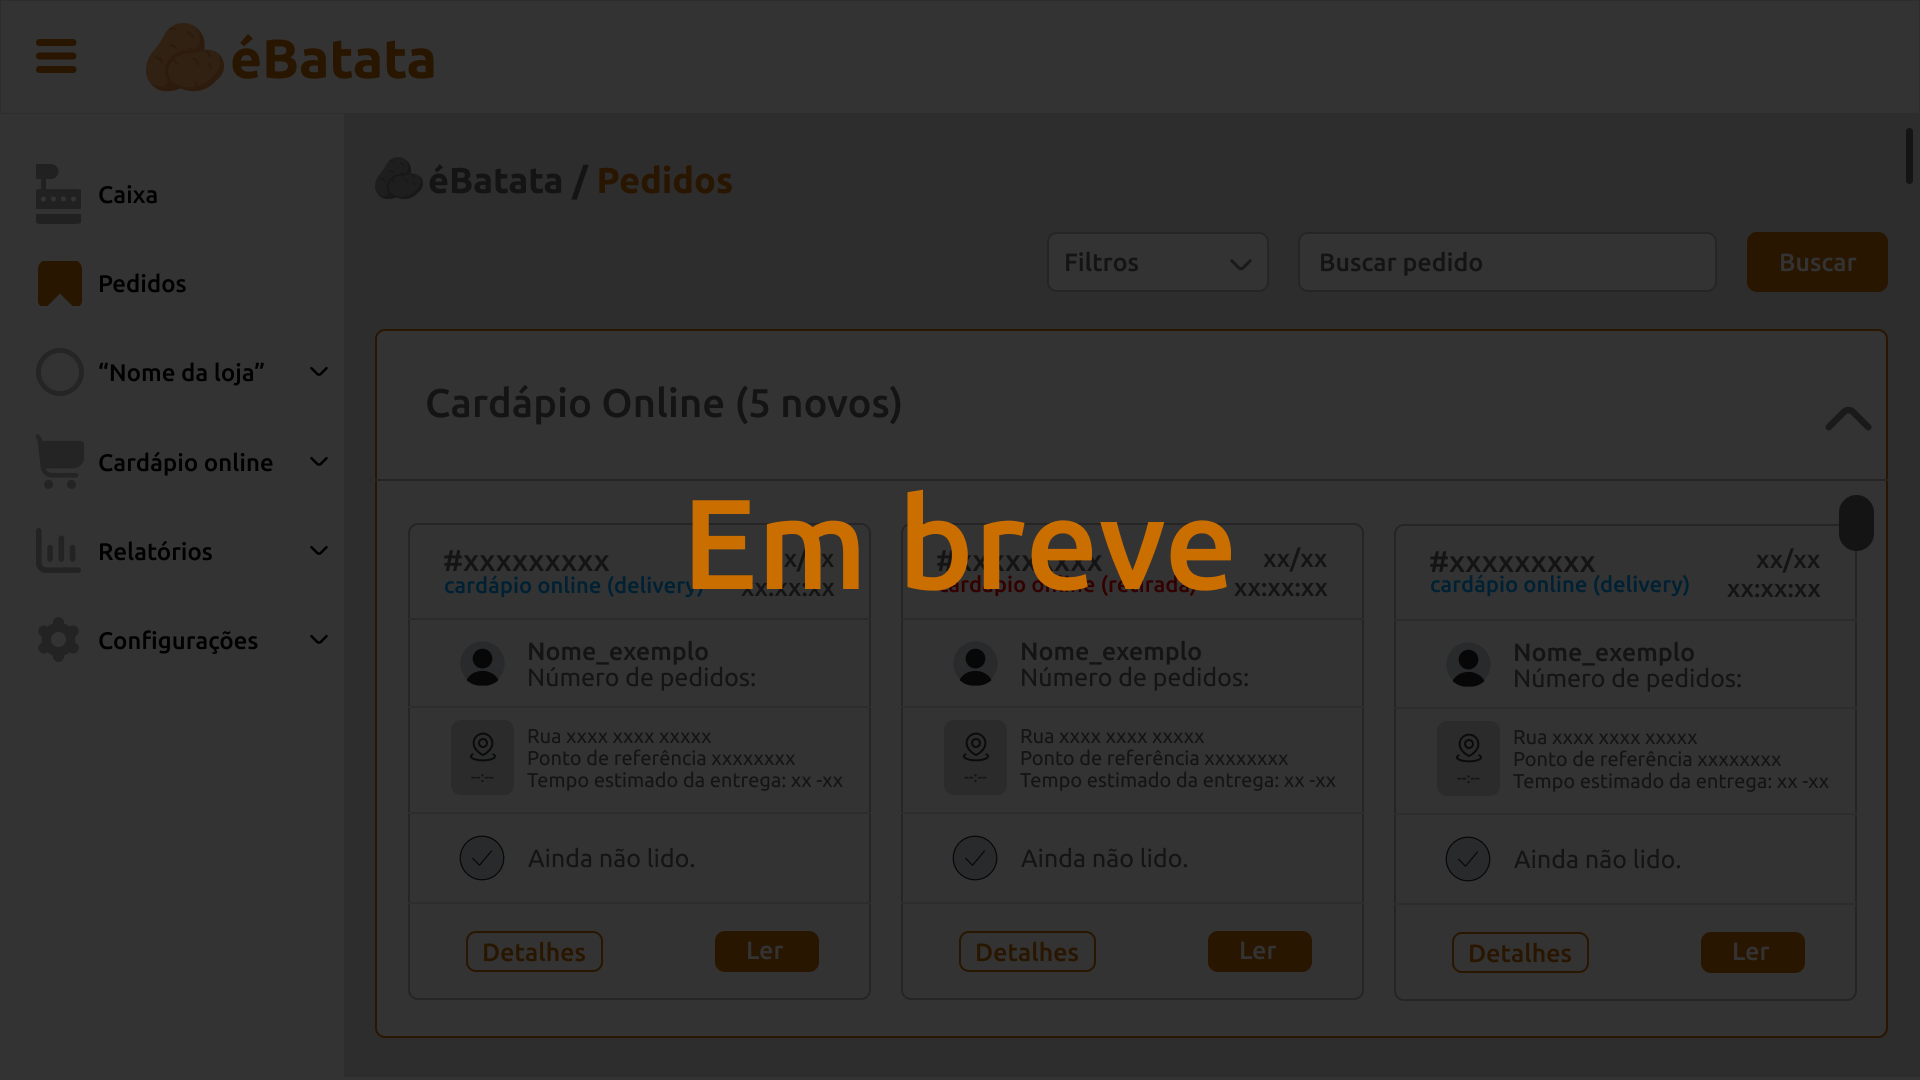 éBatata
Caixa
Pedidos
“Nome da loja”
Cardápio online
Relatórios
Configurações
éBatata / Pedidos
Filtros
Buscar pedido
Buscar
Cardápio Online (5 novos)
Em breve
#xxxxxxxxx xx/xx
cardápio online (delivery) xx:xx:xx
Nome_exemplo
Número de pedidos:
Rua xxxx xxxx xxxxx
Ponto de referência xxxxxxxx
Tempo estimado da entrega: xx -xx
--:--
Ainda não lido.
Detalhes
Ler
#xxxxxxxxx xx/xx
cardápio online (retirada) xx:xx:xx
Nome_exemplo
Número de pedidos:
Rua xxxx xxxx xxxxx
Ponto de referência xxxxxxxx
Tempo estimado da entrega: xx -xx
--:--
Ainda não lido.
Detalhes
Ler
#xxxxxxxxx xx/xx
cardápio online (delivery) xx:xx:xx
Nome_exemplo
Número de pedidos:
Rua xxxx xxxx xxxxx
Ponto de referência xxxxxxxx
Tempo estimado da entrega: xx -xx
--:--
Ainda não lido.
Detalhes
Ler